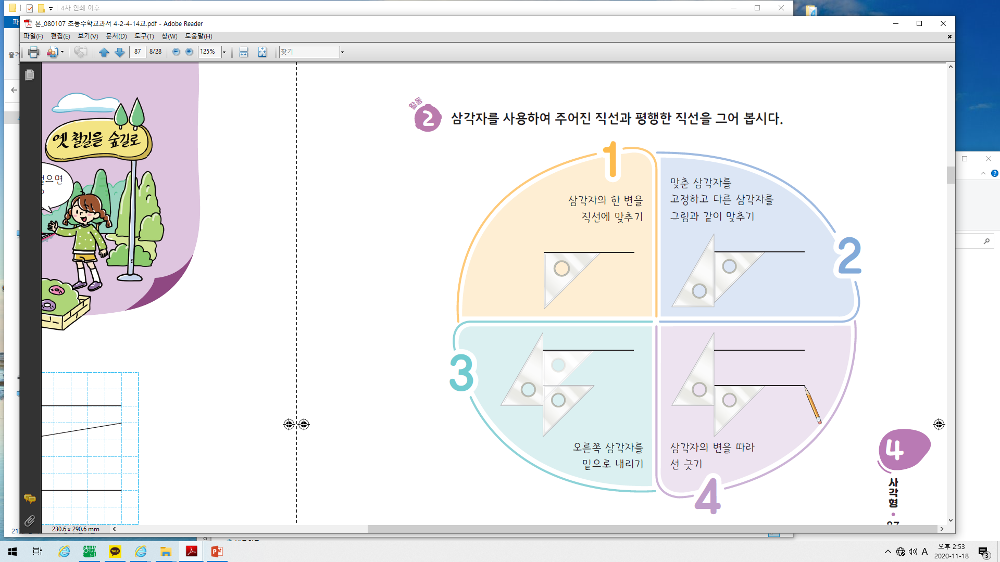 4차 인쇄 이후
본_080107 초등수학교과서 4-2-4-14교.pdf - Adobe Reader
파일(F) 편집(E) 보기(V) 문서(D) 도구(T) 창(W) 도움말(H)
87 8/28 125% 찾기
옛 철길을 숲길로
활동
2 삼각자를 사용하여 주어진 직선과 평행한 직선을 그어 봅시다.
1
삼각자의 한 변을
직선에 맞추기
2
맞춘 삼각자를
고정하고 다른 삼각자를
그림과 같이 맞추기
3
오른쪽 삼각자를
밑으로 내리기
4
삼각자의 변을 따라
선 긋기
4
사각형
230.6 x 290.6 mm
TALK
A
오후 2:53
2020-11-18
3